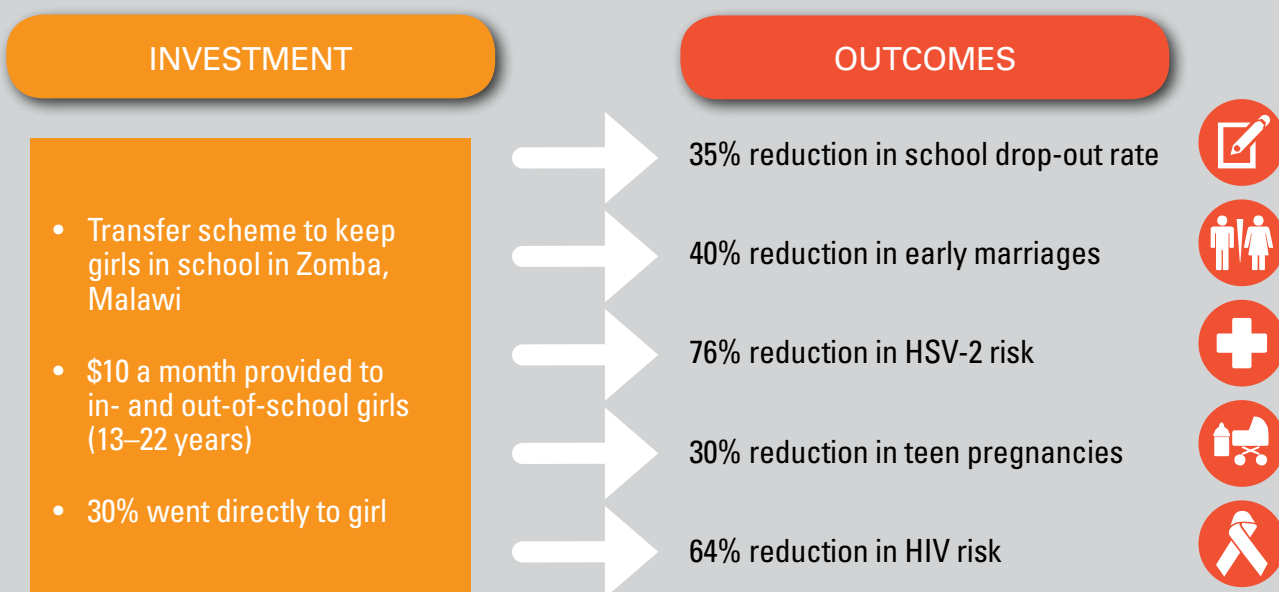 INVESTMENT
OUTCOMES
• Transfer scheme to keep
girls in school in Zomba,
Malawi
• $10 a month provided to
in- and out-of-school girls
(13–22 years)
• 30% went directly to girl
35% reduction in school drop-out rate
40% reduction in early marriages
76% reduction in HSV-2 risk
30% reduction in teen pregnancies
64% reduction in HIV risk